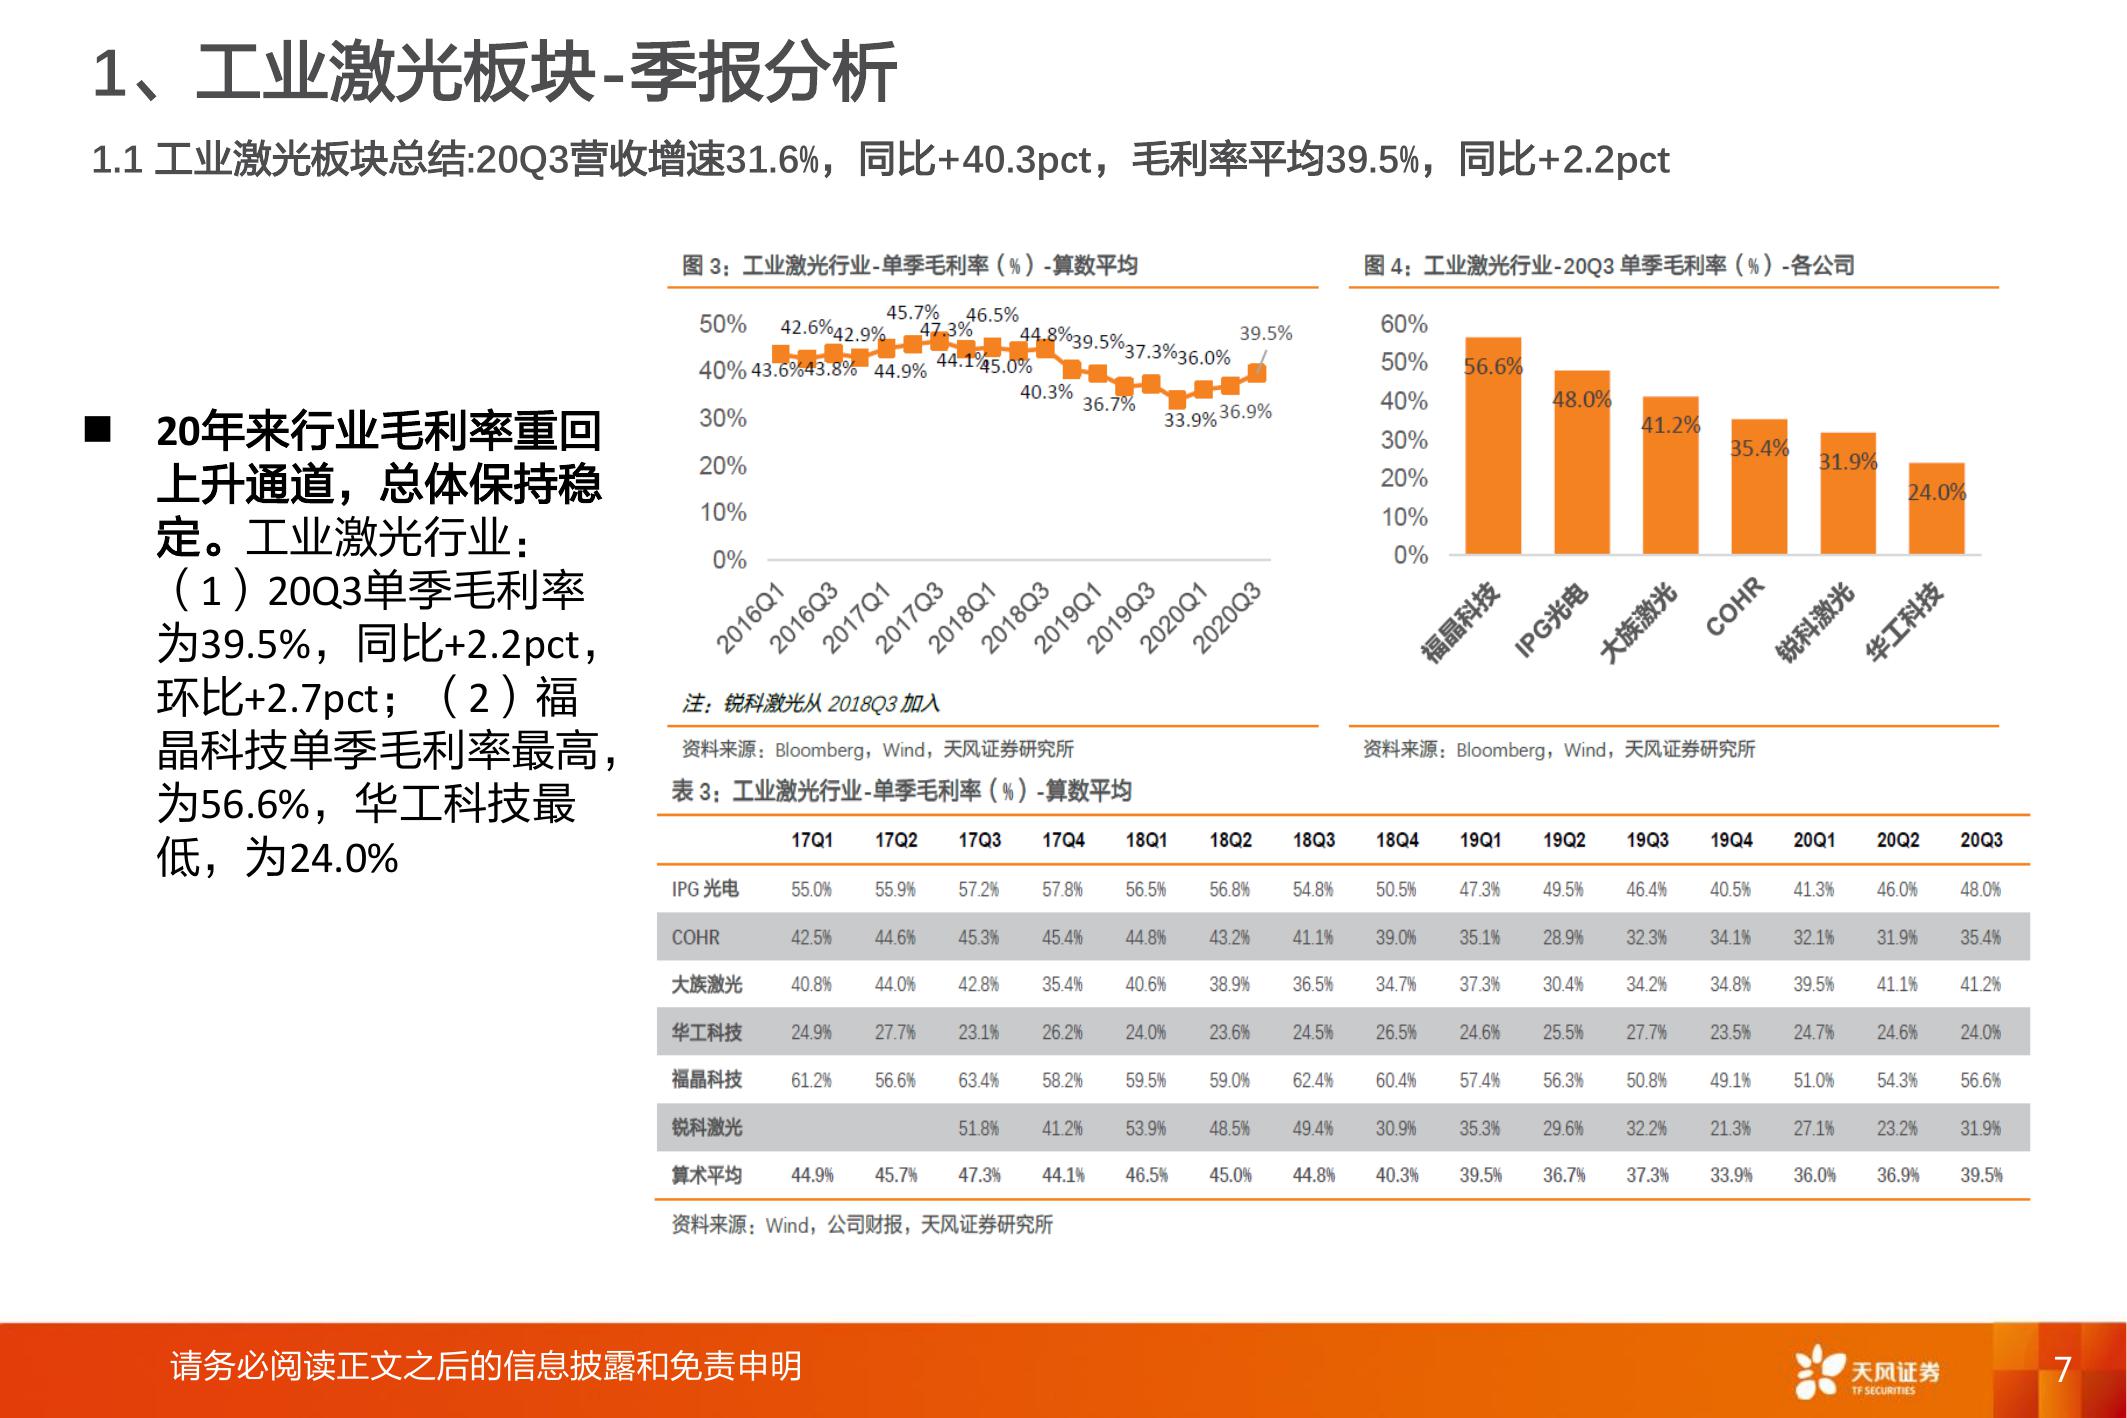 1、工业激光板块-季报分析
1.1 工业激光板块总结:20Q3营收增速31.6%，同比+40.3pct，毛利率平均39.5%，同比+2.2pct
■ 20年来行业毛利率重回
上升通道，总体保持稳
定。工业激光行业：
（1）20Q3单季毛利率
为39.5%，同比+2.2pct，
环比+2.7pct；（2）福
晶科技单季毛利率最高，
为56.6%，华工科技最
低，为24.0%
图 3：工业激光行业-单季毛利率（%）-算数平均
50%
40%
30%
20%
10%
0%
43.6% 42.6% 43.8% 42.9% 44.9% 45.7% 47.3% 44.1% 46.5% 45.0% 44.8% 40.3% 39.5% 36.7% 37.3% 33.9% 36.0% 36.9% 39.5%
2016Q1 2016Q3 2017Q1 2017Q3 2018Q1 2018Q3 2019Q1 2019Q3 2020Q1 2020Q3
注：锐科激光从 2018Q3 加入
资料来源：Bloomberg，Wind，天风证券研究所
图 4：工业激光行业-20Q3 单季毛利率（%）-各公司
60%
50%
40%
30%
20%
10%
0%
56.6% 48.0% 41.2% 35.4% 31.9% 24.0%
福晶科技 IPG光电 大族激光 COHR 锐科激光 华工科技
资料来源：Bloomberg，Wind，天风证券研究所
表 3：工业激光行业-单季毛利率（%）-算数平均
17Q1 17Q2 17Q3 17Q4 18Q1 18Q2 18Q3 18Q4 19Q1 19Q2 19Q3 19Q4 20Q1 20Q2 20Q3
IPG 光电 55.0% 55.9% 57.2% 57.8% 56.5% 56.8% 54.8% 50.5% 47.3% 49.5% 46.4% 40.5% 41.3% 46.0% 48.0%
COHR 42.5% 44.6% 45.3% 45.4% 44.8% 43.2% 41.1% 39.0% 35.1% 28.9% 32.3% 34.1% 32.1% 31.9% 35.4%
大族激光 40.8% 44.0% 42.8% 35.4% 40.6% 38.9% 36.5% 34.7% 37.3% 30.4% 34.2% 34.8% 39.5% 41.1% 41.2%
华工科技 24.9% 27.7% 23.1% 26.2% 24.0% 23.6% 24.5% 26.5% 24.6% 25.5% 27.7% 23.5% 24.7% 24.6% 24.0%
福晶科技 61.2% 56.6% 63.4% 58.2% 59.5% 59.0% 62.4% 60.4% 57.4% 56.3% 50.8% 49.1% 51.0% 54.3% 56.6%
锐科激光 51.8% 41.2% 53.9% 48.5% 49.4% 30.9% 35.3% 29.6% 32.2% 21.3% 27.1% 23.2% 31.9%
算术平均 44.9% 45.7% 47.3% 44.1% 46.5% 45.0% 44.8% 40.3% 39.5% 36.7% 37.3% 33.9% 36.0% 36.9% 39.5%
资料来源：Wind，公司财报，天风证券研究所
请务必阅读正文之后的信息披露和免责申明
天风证券
TF SECURITIES
7